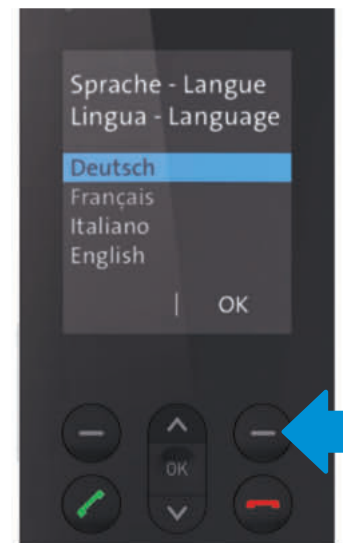 Sprache - Langue
Lingua - Language
Deutsch
Français
Italiano
English
| OK
OK